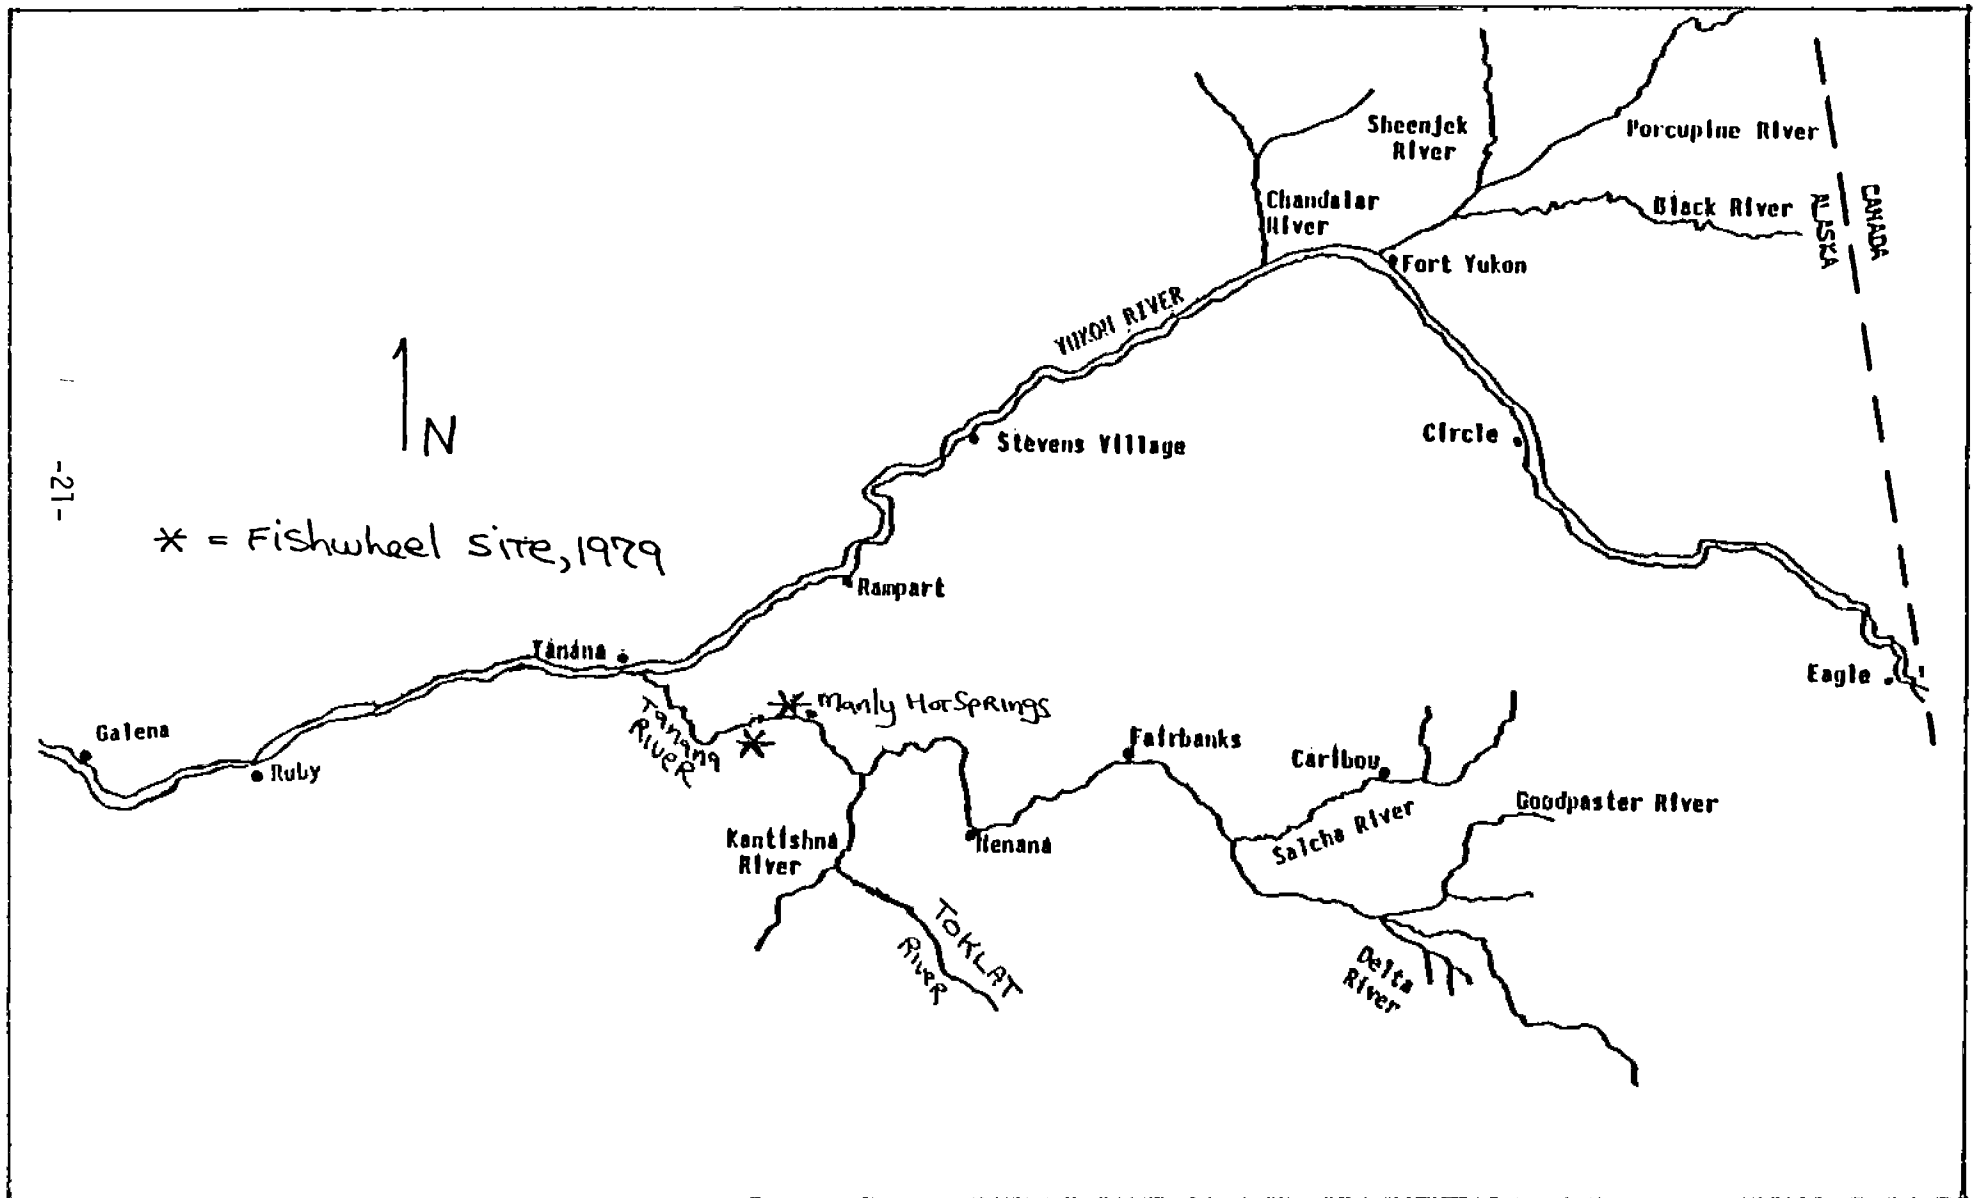 Sheenjek
River
Porcupine River
Chandalar
River
Black River
CANADA
ALASKA
Fort Yukon
YUKON RIVER
N
Stevens Village
Circle
-21-
* = Fishwheel Site, 1979
Rampart
Tanana
Eagle
Manly Hot Springs
Tanana
River
Galena
Ruby
Fairbanks
Caribou
Goodpaster River
Salcha River
Kantishna
River
Nenana
TOKLAT
River
Delta
River